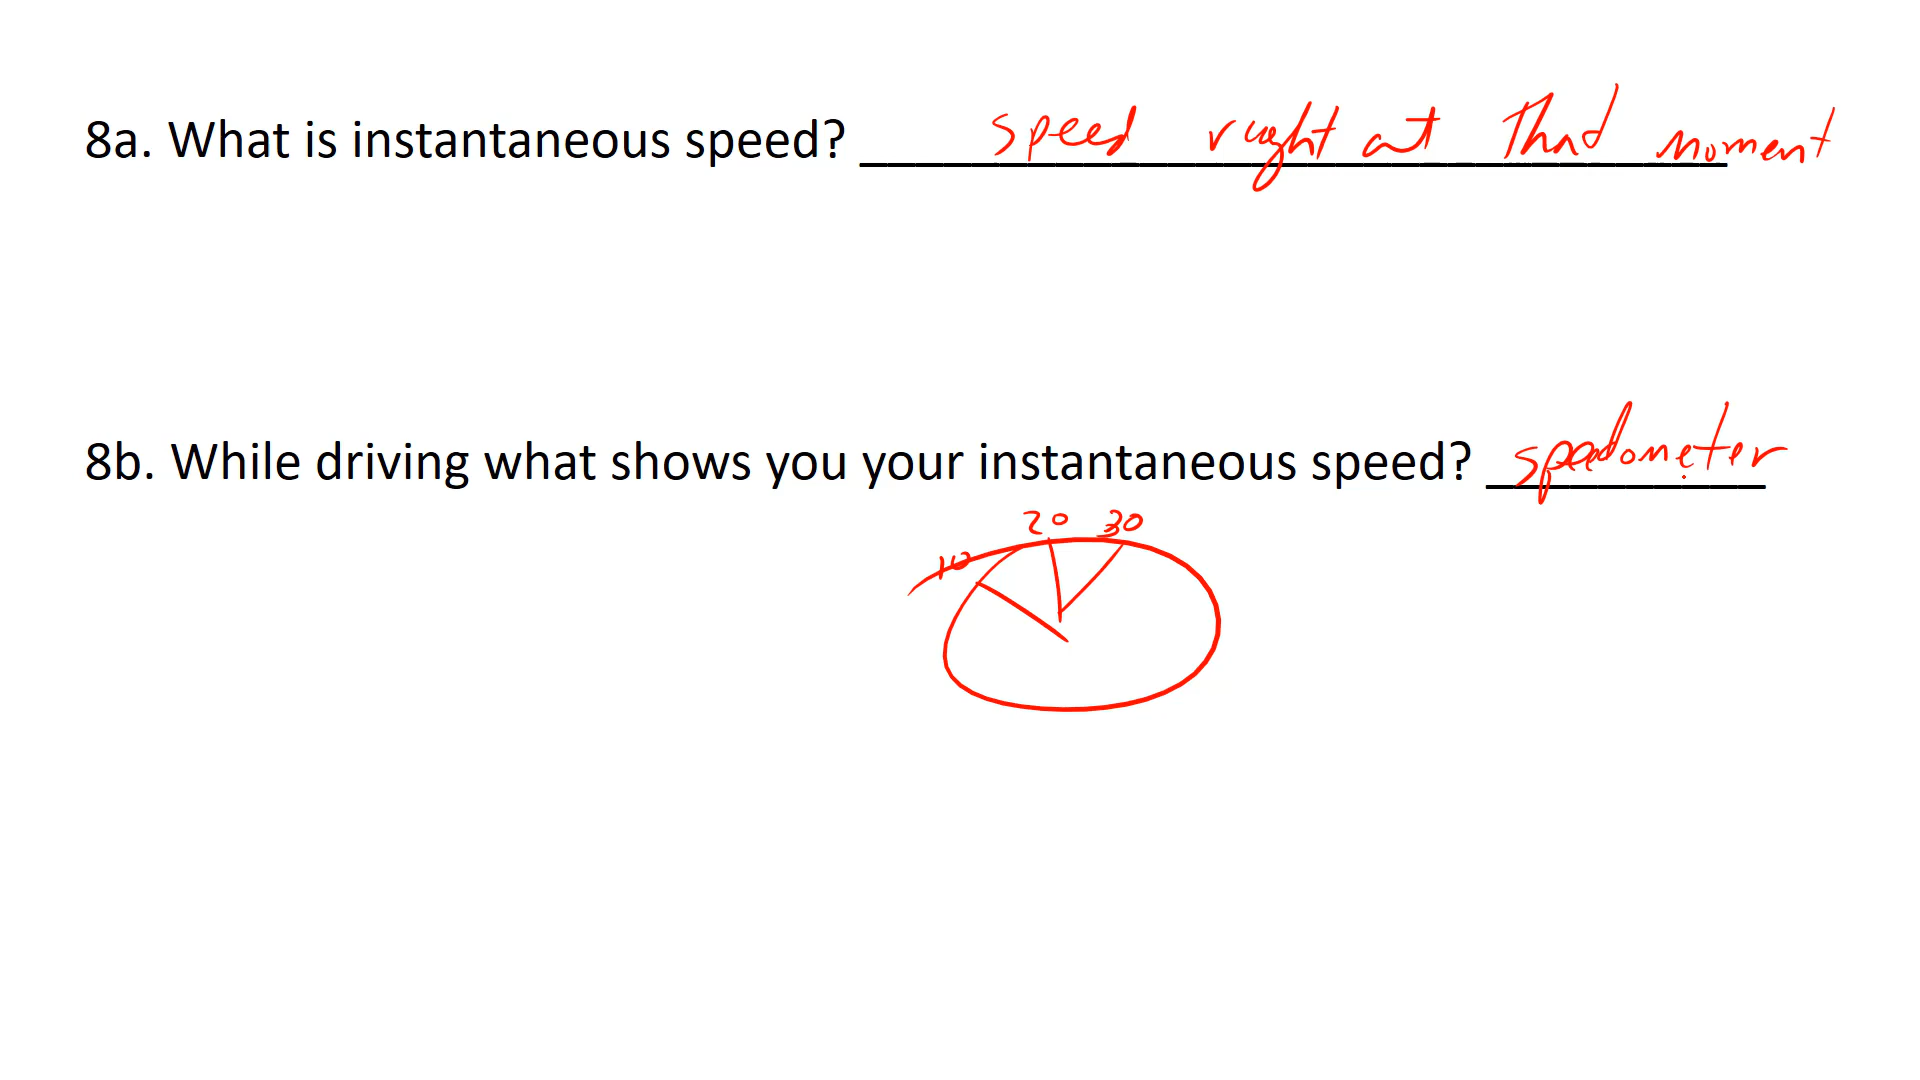 8a. What is instantaneous speed? speed right at that moment
8b. While driving what shows you your instantaneous speed? speedometer
10 20 30